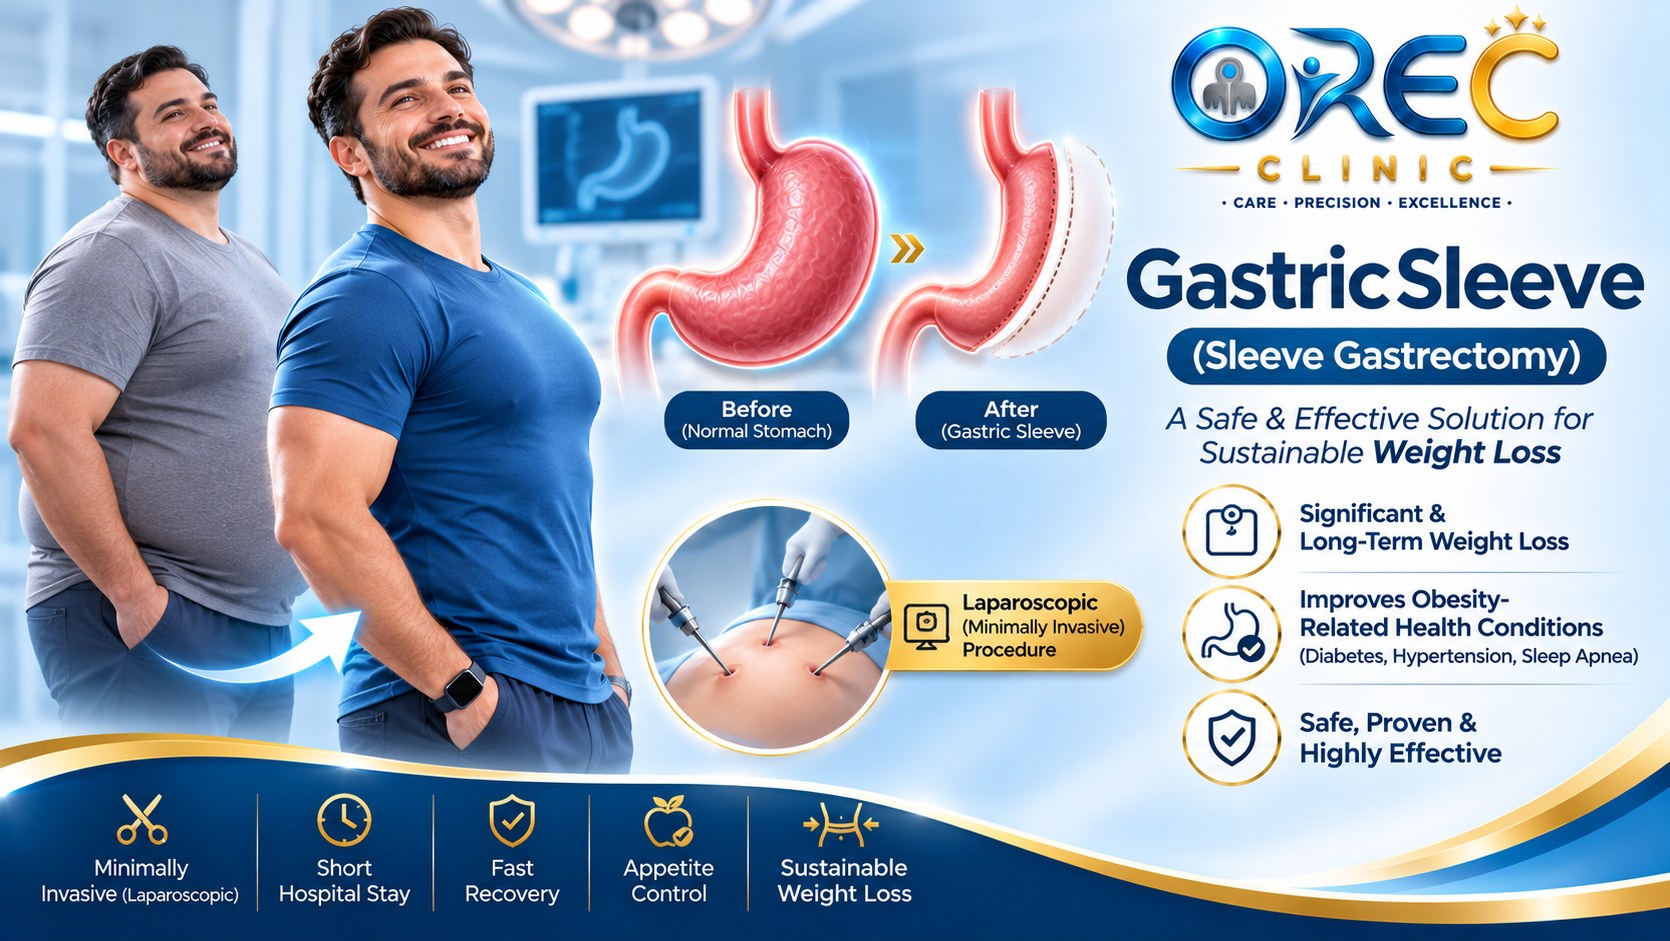 OREC
CLINIC
• CARE • PRECISION • EXCELLENCE •
Gastric Sleeve
(Sleeve Gastrectomy)
A Safe & Effective Solution for
Sustainable Weight Loss
Significant &
Long-Term Weight Loss
Improves Obesity-
Related Health Conditions
(Diabetes, Hypertension, Sleep Apnea)
Safe, Proven &
Highly Effective
Before
(Normal Stomach)
After
(Gastric Sleeve)
Laparoscopic
(Minimally Invasive)
Procedure
Minimally
Invasive (Laparoscopic)
Short
Hospital Stay
Fast
Recovery
Appetite
Control
Sustainable
Weight Loss